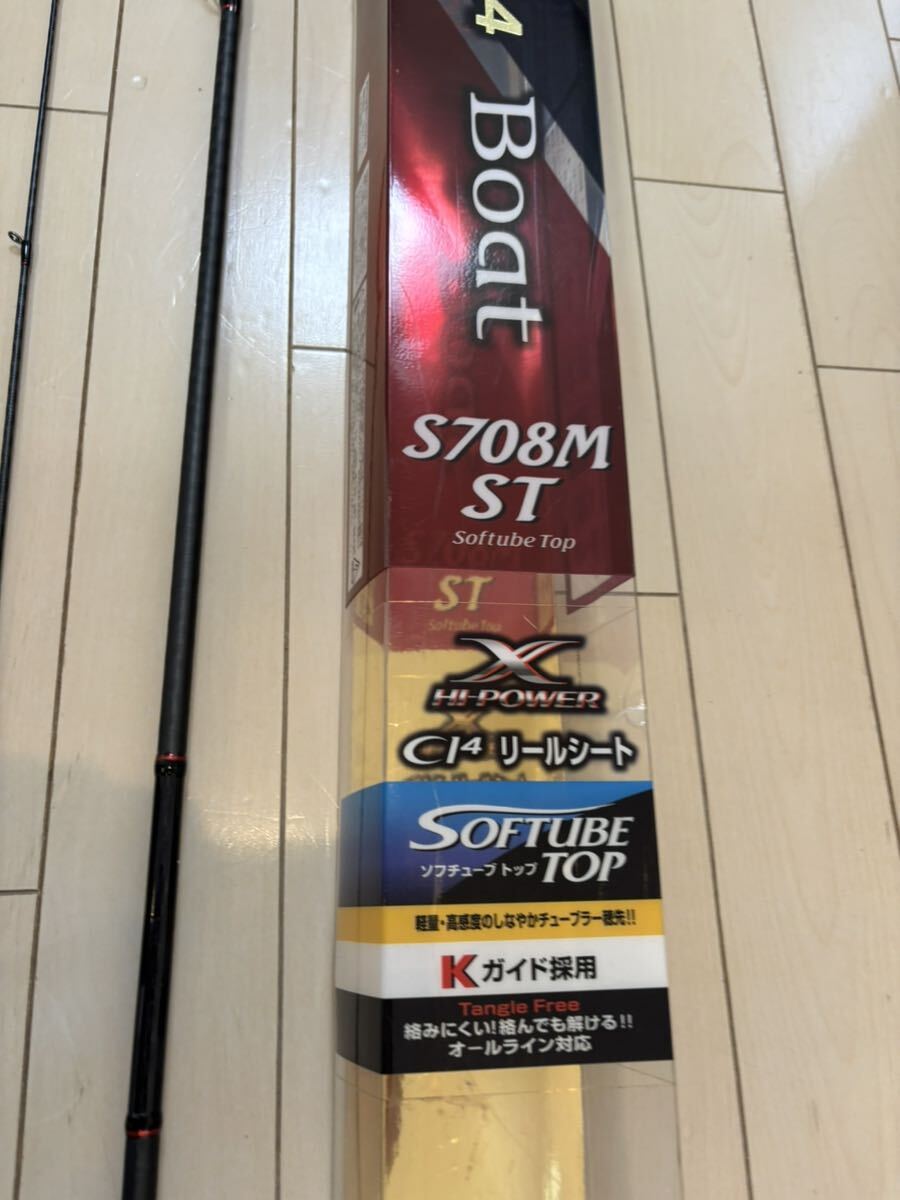 4 Boat
S708M
ST
Softube Top
ST
HI-POWER
CI4 リールシート
SOFTUBE
ソフチューブ トップ TOP
軽量・高感度のしなやかチューブラー穂先!!
Kガイド採用
Tangle Free
絡みにくい!絡んでも解ける!!
オールライン対応